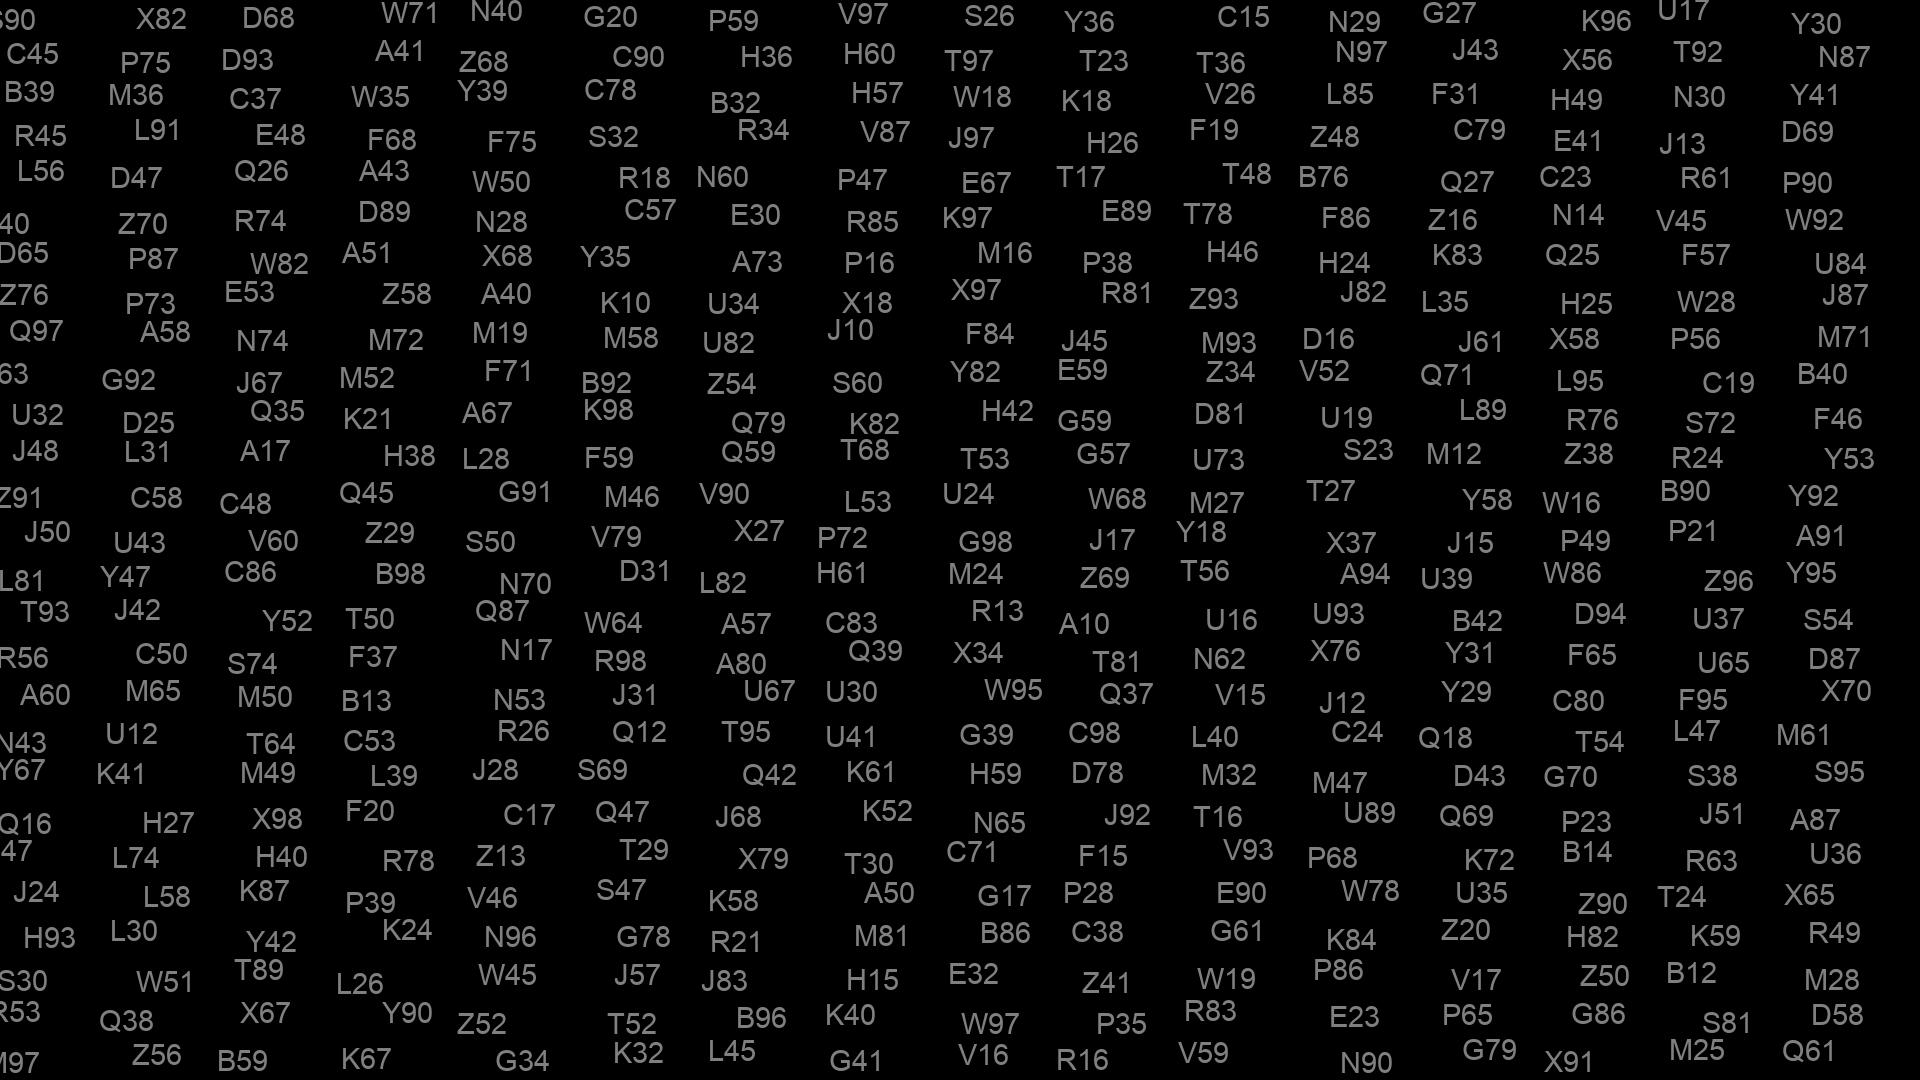 S90 X82 D68 W71 N40 G20 P59 V97 S26 Y36 C15 N29 G27 K96 U17 Y30
C45 P75 D93 A41 Z68 C90 H36 H60 T97 T23 T36 N97 J43 X56 T92 N87
B39 M36 C37 W35 Y39 C78 B32 H57 W18 K18 V26 L85 F31 H49 N30 Y41
R45 L91 E48 F68 F75 S32 R34 V87 J97 H26 F19 Z48 C79 E41 J13 D69
L56 D47 Q26 A43 W50 R18 N60 P47 E67 T17 T48 B76 Q27 C23 R61 P90
40 Z70 R74 D89 N28 C57 E30 R85 K97 E89 T78 F86 Z16 N14 V45 W92
D65 P87 W82 A51 X68 Y35 A73 P16 M16 P38 H46 H24 K83 Q25 F57 U84
Z76 P73 E53 Z58 A40 K10 U34 X18 X97 R81 Z93 J82 L35 H25 W28 J87
Q97 A58 N74 M72 M19 M58 U82 J10 F84 J45 M93 D16 J61 X58 P56 M71
63 G92 J67 M52 F71 B92 Z54 S60 Y82 E59 Z34 V52 Q71 L95 C19 B40
U32 D25 Q35 K21 A67 K98 Q79 K82 H42 G59 D81 U19 L89 R76 S72 F46
J48 L31 A17 H38 L28 F59 Q59 T68 T53 G57 U73 S23 M12 Z38 R24 Y53
Z91 C58 C48 Q45 G91 M46 V90 L53 U24 W68 M27 T27 Y58 W16 B90 Y92
J50 U43 V60 Z29 S50 V79 X27 P72 G98 J17 Y18 X37 J15 P49 P21 A91
L81 Y47 C86 B98 N70 D31 L82 H61 M24 Z69 T56 A94 U39 W86 Z96 Y95
T93 J42 Y52 T50 Q87 W64 A57 C83 R13 A10 U16 U93 B42 D94 U37 S54
R56 C50 S74 F37 N17 R98 A80 Q39 X34 T81 N62 X76 Y31 F65 U65 D87
A60 M65 M50 B13 N53 J31 U67 U30 W95 Q37 V15 J12 Y29 C80 F95 X70
N43 U12 T64 C53 R26 Q12 T95 U41 G39 C98 L40 C24 Q18 T54 L47 M61
Y67 K41 M49 L39 J28 S69 Q42 K61 H59 D78 M32 M47 D43 G70 S38 S95
Q16 H27 X98 F20 C17 Q47 J68 K52 N65 J92 T16 U89 Q69 P23 J51 A87
47 L74 H40 R78 Z13 T29 X79 T30 C71 F15 V93 P68 K72 B14 R63 U36
J24 L58 K87 P39 V46 S47 K58 A50 G17 P28 E90 W78 U35 Z90 T24 X65
H93 L30 Y42 K24 N96 G78 R21 M81 B86 C38 G61 K84 Z20 H82 K59 R49
S30 W51 T89 L26 W45 J57 J83 H15 E32 Z41 W19 P86 V17 Z50 B12 M28
R53 Q38 X67 Y90 Z52 T52 B96 K40 W97 P35 R83 E23 P65 G86 S81 D58
M97 Z56 B59 K67 G34 K32 L45 G41 V16 R16 V59 N90 G79 X91 M25 Q61